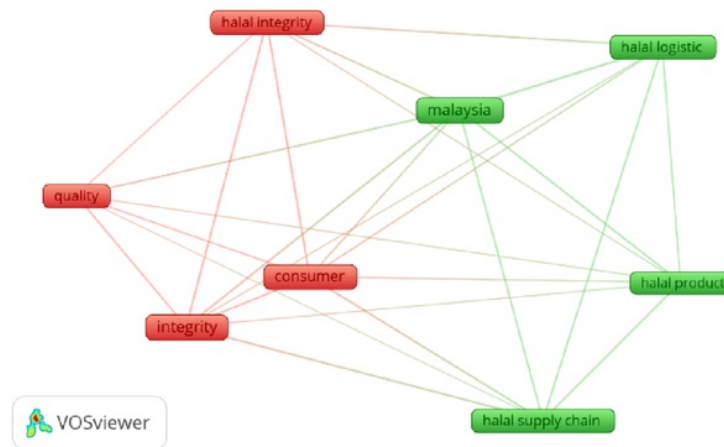 halal integrity
halal logistic
malaysia
quality
consumer
halal product
integrity
halal supply chain
VOSviewer